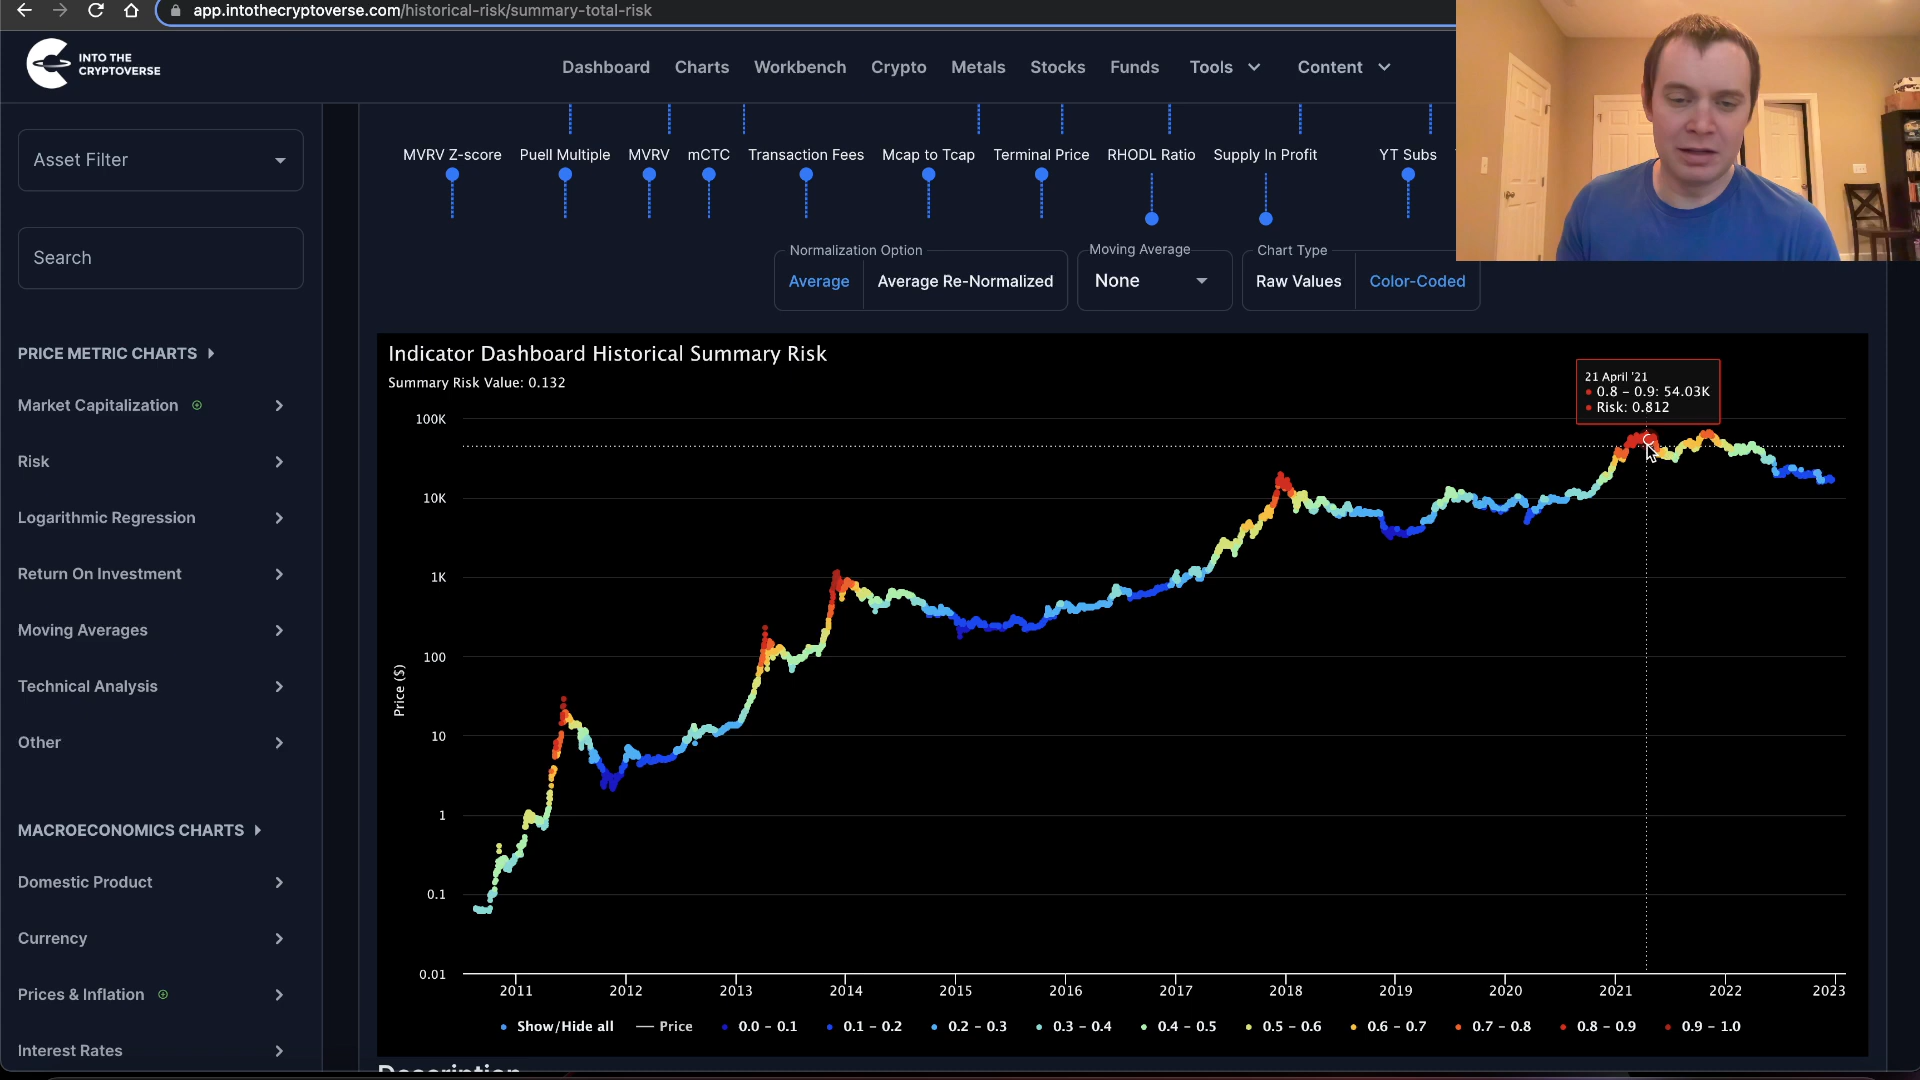 app.intothecryptoverse.com/historical-risk/summary-total-risk
INTO THE
CRYPTOVERSE
Dashboard Charts Workbench Crypto Metals Stocks Funds Tools Content
Asset Filter
Search
PRICE METRIC CHARTS
Market Capitalization
Risk
Logarithmic Regression
Return On Investment
Moving Averages
Technical Analysis
Other
MACROECONOMICS CHARTS
Domestic Product
Currency
Prices & Inflation
Interest Rates
MVRV Z-score Puell Multiple MVRV mCTC Transaction Fees Mcap to Tcap Terminal Price RHODL Ratio Supply In Profit YT Subs
Normalization Option Moving Average Chart Type
Average Average Re-Normalized None Raw Values Color-Coded
Indicator Dashboard Historical Summary Risk
Summary Risk Value: 0.132
21 April '21
0.8 - 0.9: 54.03K
Risk: 0.812
100K
10K
1K
100
10
1
0.1
0.01
Price ($)
2011 2012 2013 2014 2015 2016 2017 2018 2019 2020 2021 2022 2023
Show/Hide all Price 0.0 - 0.1 0.1 - 0.2 0.2 - 0.3 0.3 - 0.4 0.4 - 0.5 0.5 - 0.6 0.6 - 0.7 0.7 - 0.8 0.8 - 0.9 0.9 - 1.0
Description